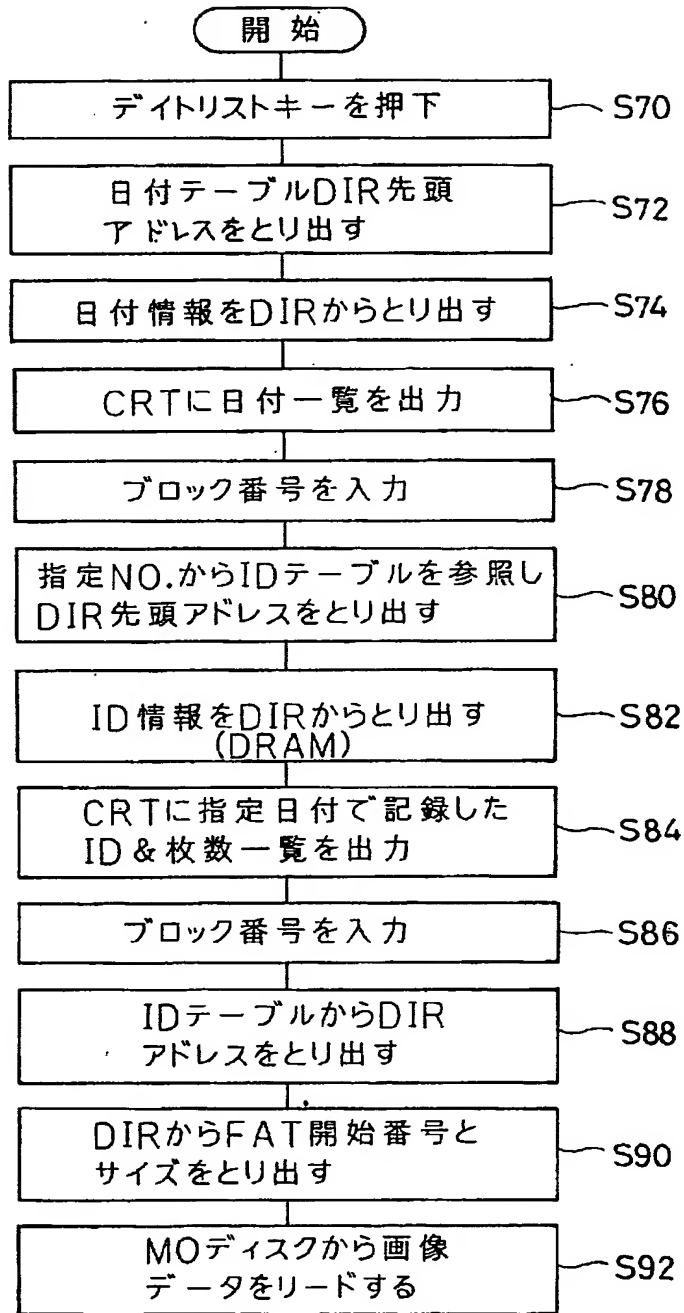 開始
デイトリストキーを押下
S70
日付テーブルDIR先頭
アドレスをとり出す
S72
日付情報をDIRからとり出す
S74
CRTに日付一覧を出力
S76
ブロック番号を入力
S78
指定NO.からIDテーブルを参照し
DIR先頭アドレスをとり出す
S80
ID情報をDIRからとり出す
(DRAM)
S82
CRTに指定日付で記録した
ID&枚数一覧を出力
S84
ブロック番号を入力
S86
IDテーブルからDIR
アドレスをとり出す
S88
DIRからFAT開始番号と
サイズをとり出す
S90
MOディスクから画像
データをリードする
S92